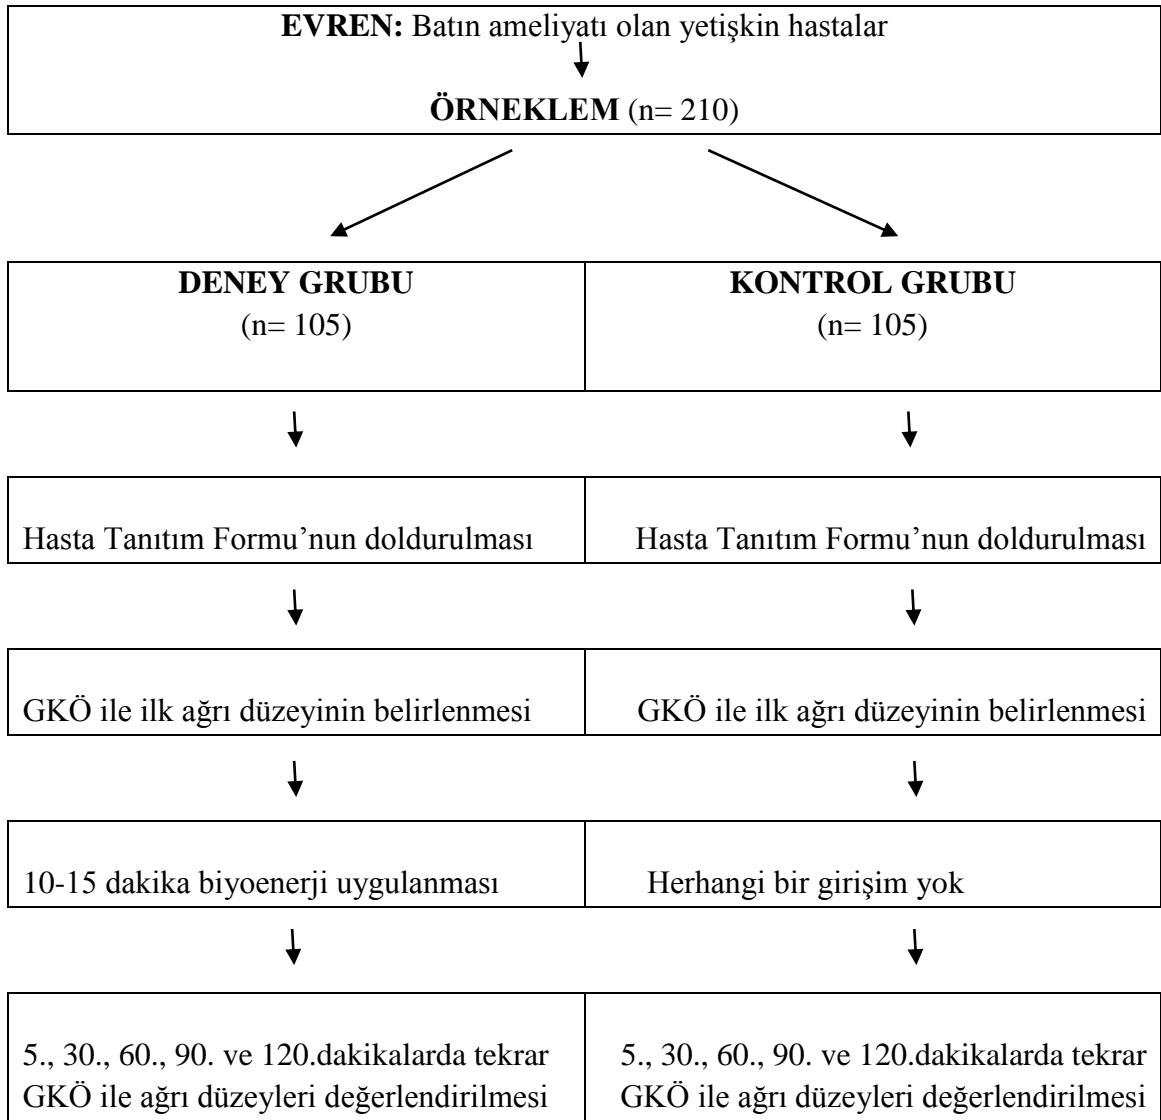 EVREN: Batın ameliyatı olan yetişkin hastalar
ÖRNEKLEM (n= 210)
DENEY GRUBU
(n= 105)
KONTROL GRUBU
(n= 105)
Hasta Tanıtım Formu’nun doldurulması
Hasta Tanıtım Formu’nun doldurulması
GKÖ ile ilk ağrı düzeyinin belirlenmesi
GKÖ ile ilk ağrı düzeyinin belirlenmesi
10-15 dakika biyoenerji uygulanması
Herhangi bir girişim yok
5., 30., 60., 90. ve 120.dakikalarda tekrar
GKÖ ile ağrı düzeyleri değerlendirilmesi
5., 30., 60., 90. ve 120.dakikalarda tekrar
GKÖ ile ağrı düzeyleri değerlendirilmesi